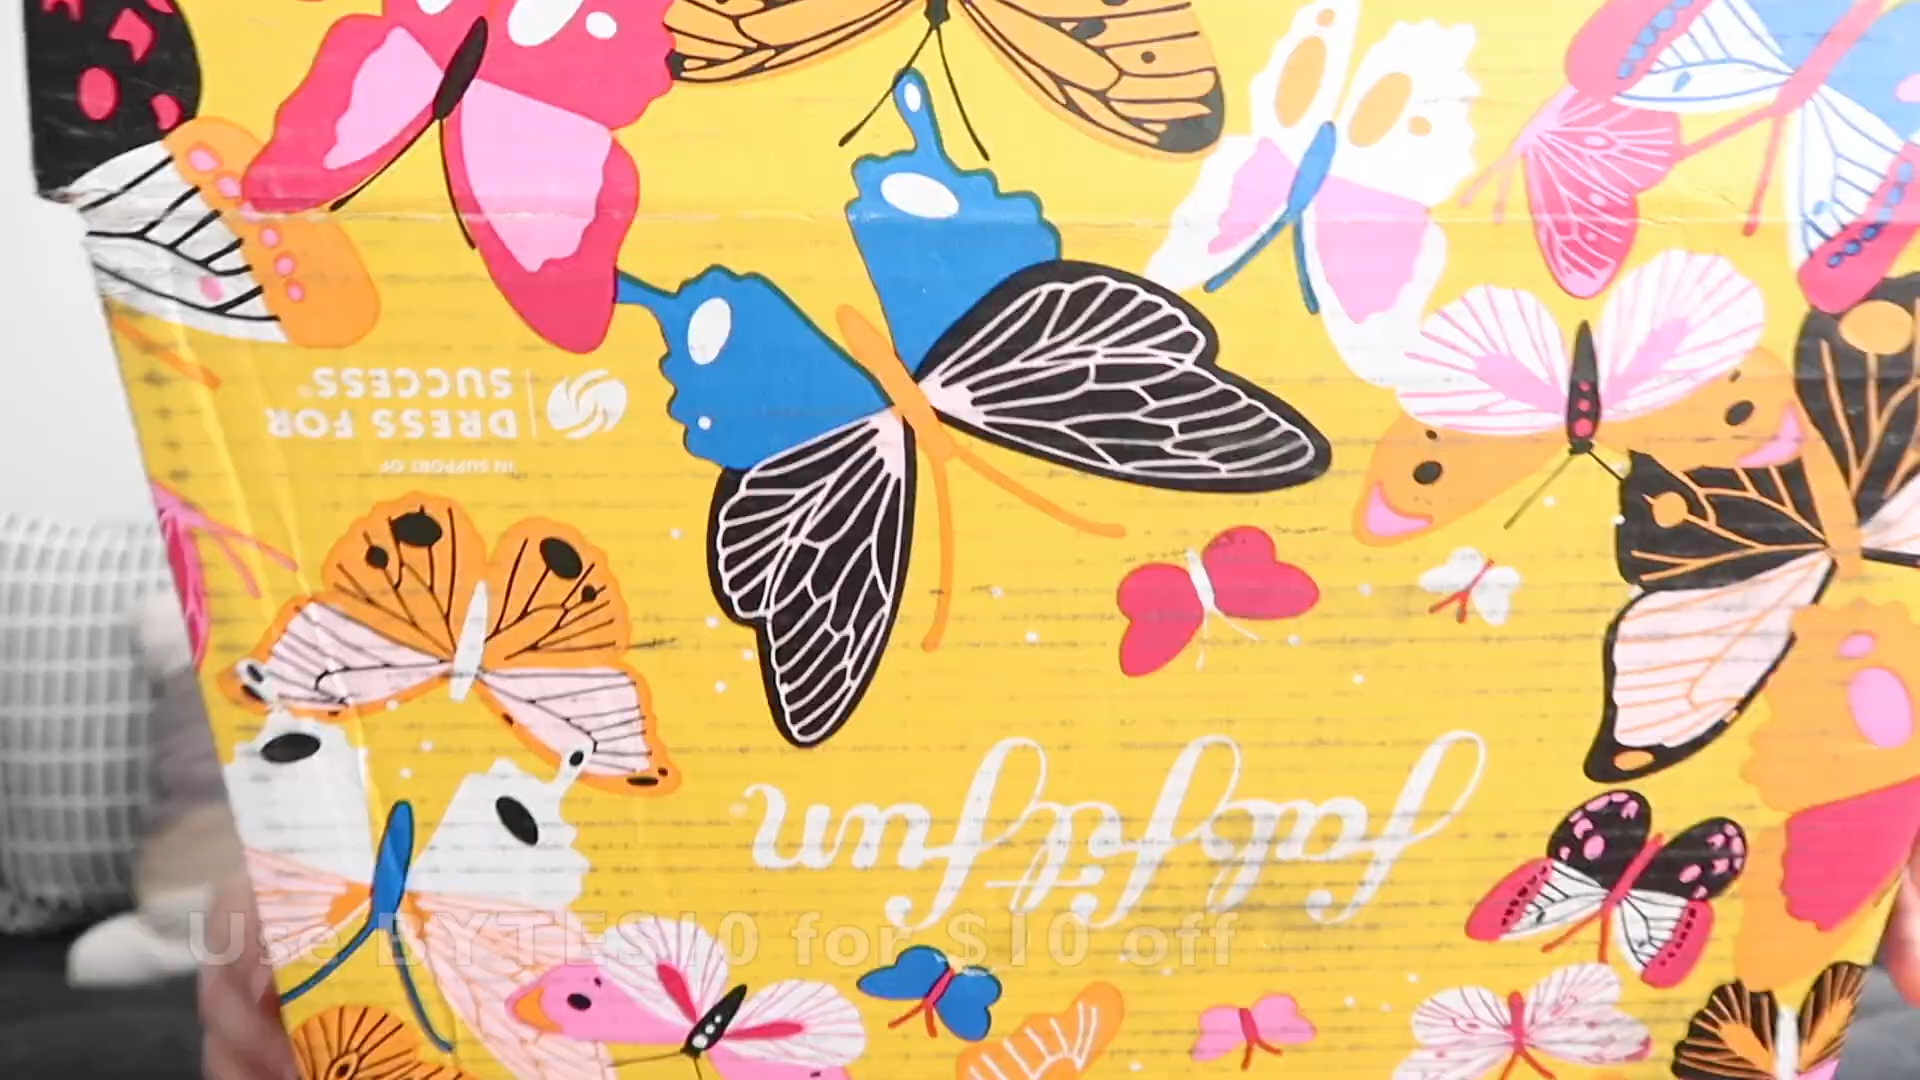 IN SUPPORT OF
DRESS FOR
SUCCESS®
fabfitfun
Use BYTES10 for $10 off